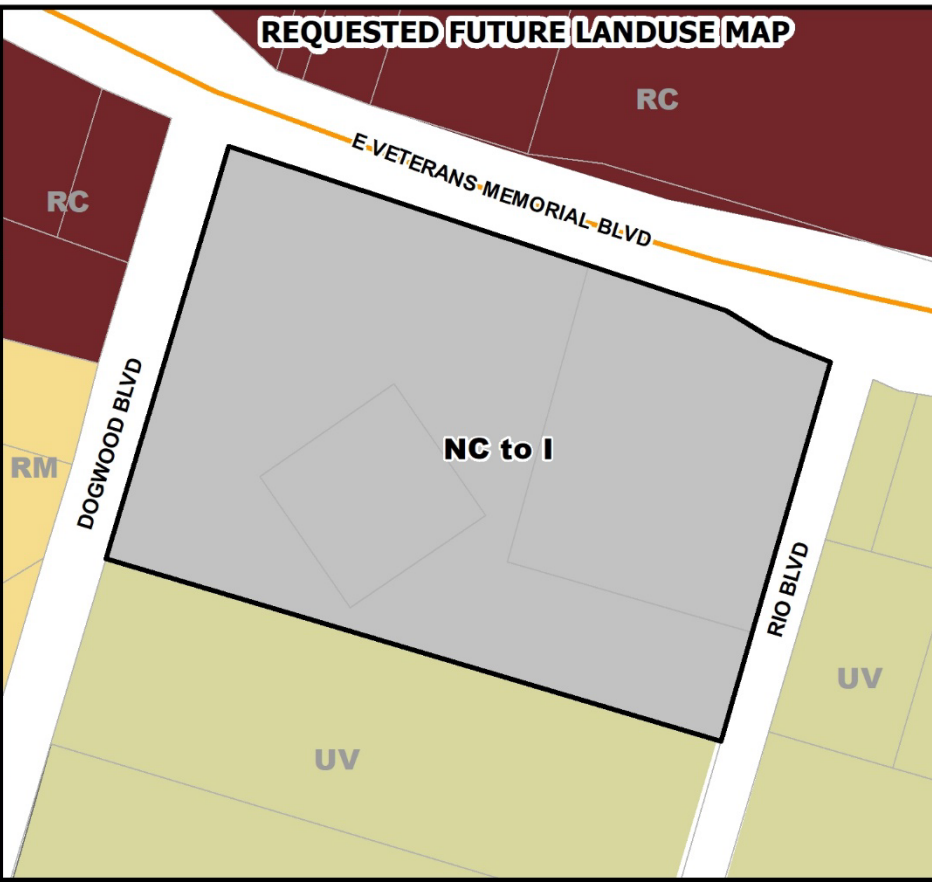 REQUESTED FUTURE LANDUSE MAP
RC
E VETERANS MEMORIAL BLVD
RC
NC to I
DOGWOOD BLVD
RM
RIO BLVD
UV
UV